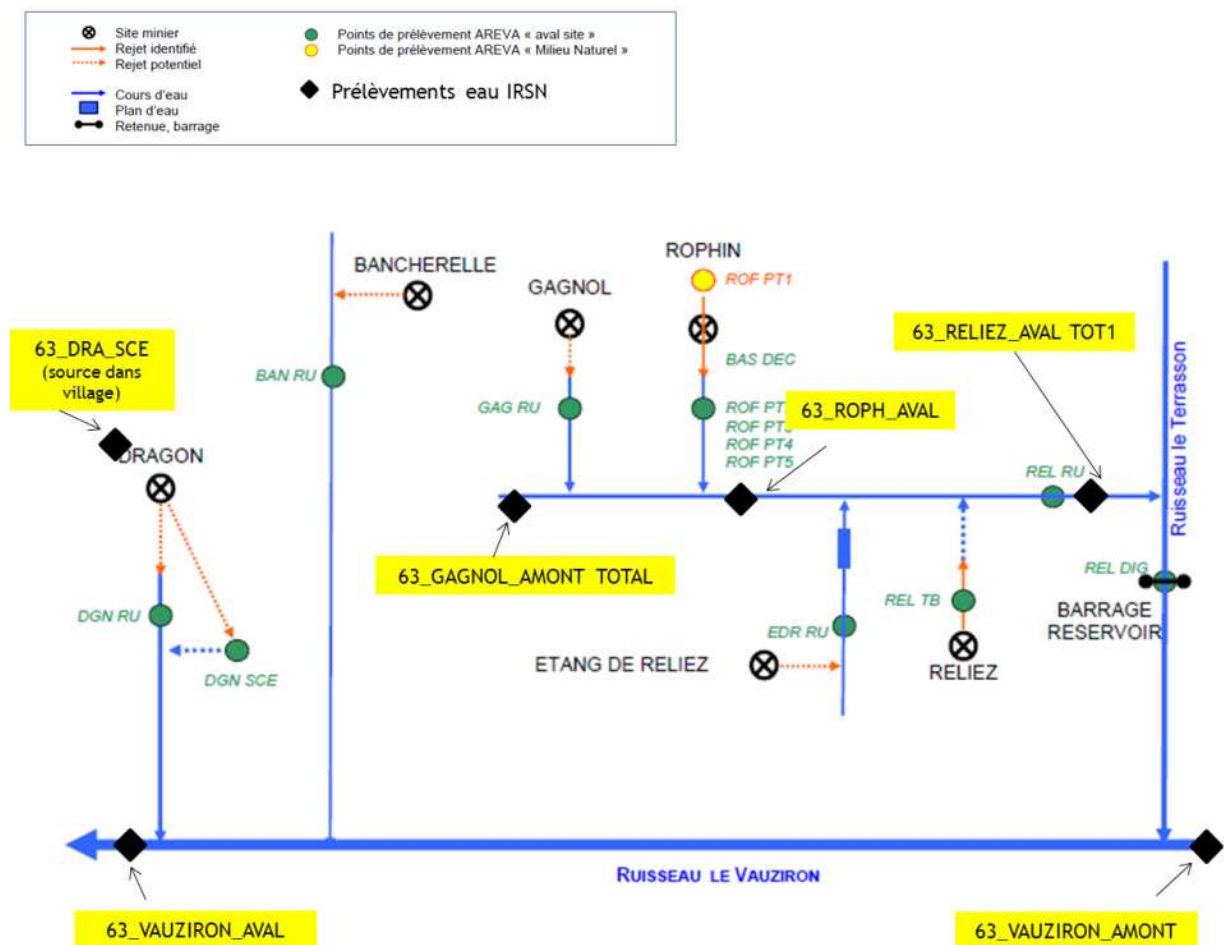 Site minier
Rejet identifié
Rejet potentiel
Cours d'eau
Plan d'eau
Retenue, barrage
Points de prélèvement AREVA « aval site »
Points de prélèvement AREVA « Milieu Naturel »
Prélèvements eau IRSN
ROPHIN
BANCHERELLE
GAGNOL
ROF PT1
63_DRA_SCE
(source dans
village)
63_RELIEZ_AVAL TOT1
BAS DEC
BAN RU
GAG RU
ROF PT
63_ROPH_AVAL
ROF PT4
ROF PT5
DRAGON
REL RU
Ruisseau le Terrasson
63_GAGNOL_AMONT TOTAL
REL DIG
REL TB
BARRAGE
RESERVOIR
DGN RU
EDR RU
ETANG DE RELIEZ
RELIEZ
DGN SCE
RUISSEAU LE VAUZIRON
63_VAUZIRON_AVAL
63_VAUZIRON_AMONT